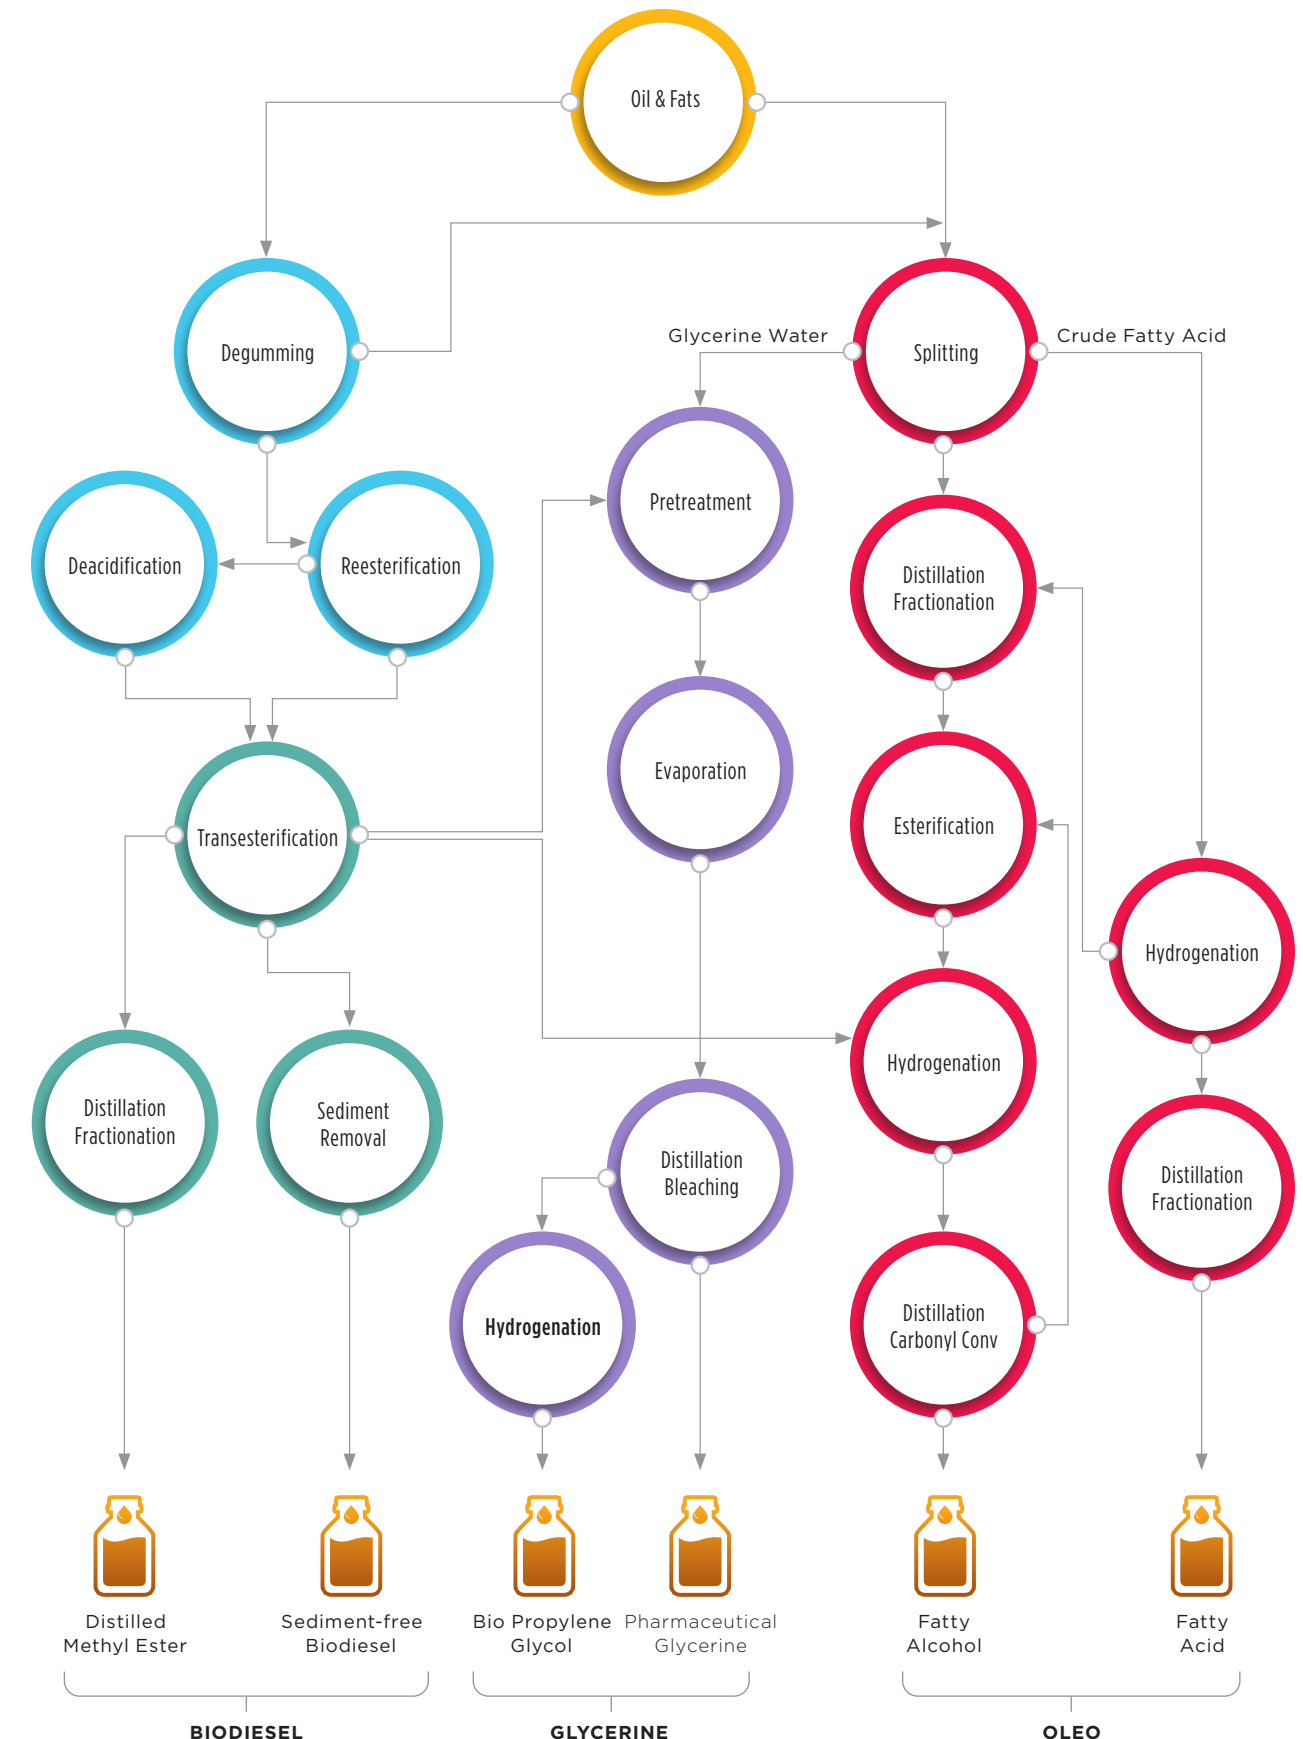 Oil & Fats
Degumming
Glycerine Water
Splitting
Crude Fatty Acid
Pretreatment
Deacidification
Reesterification
Distillation
Fractionation
Evaporation
Esterification
Transesterification
Hydrogenation
Hydrogenation
Distillation
Fractionation
Sediment
Removal
Distillation
Bleaching
Distillation
Fractionation
Hydrogenation
Distillation
Carbonyl Conv
Distilled
Methyl Ester
Sediment-free
Biodiesel
Bio Propylene
Glycol
Pharmaceutical
Glycerine
Fatty
Alcohol
Fatty
Acid
BIODIESEL
GLYCERINE
OLEO